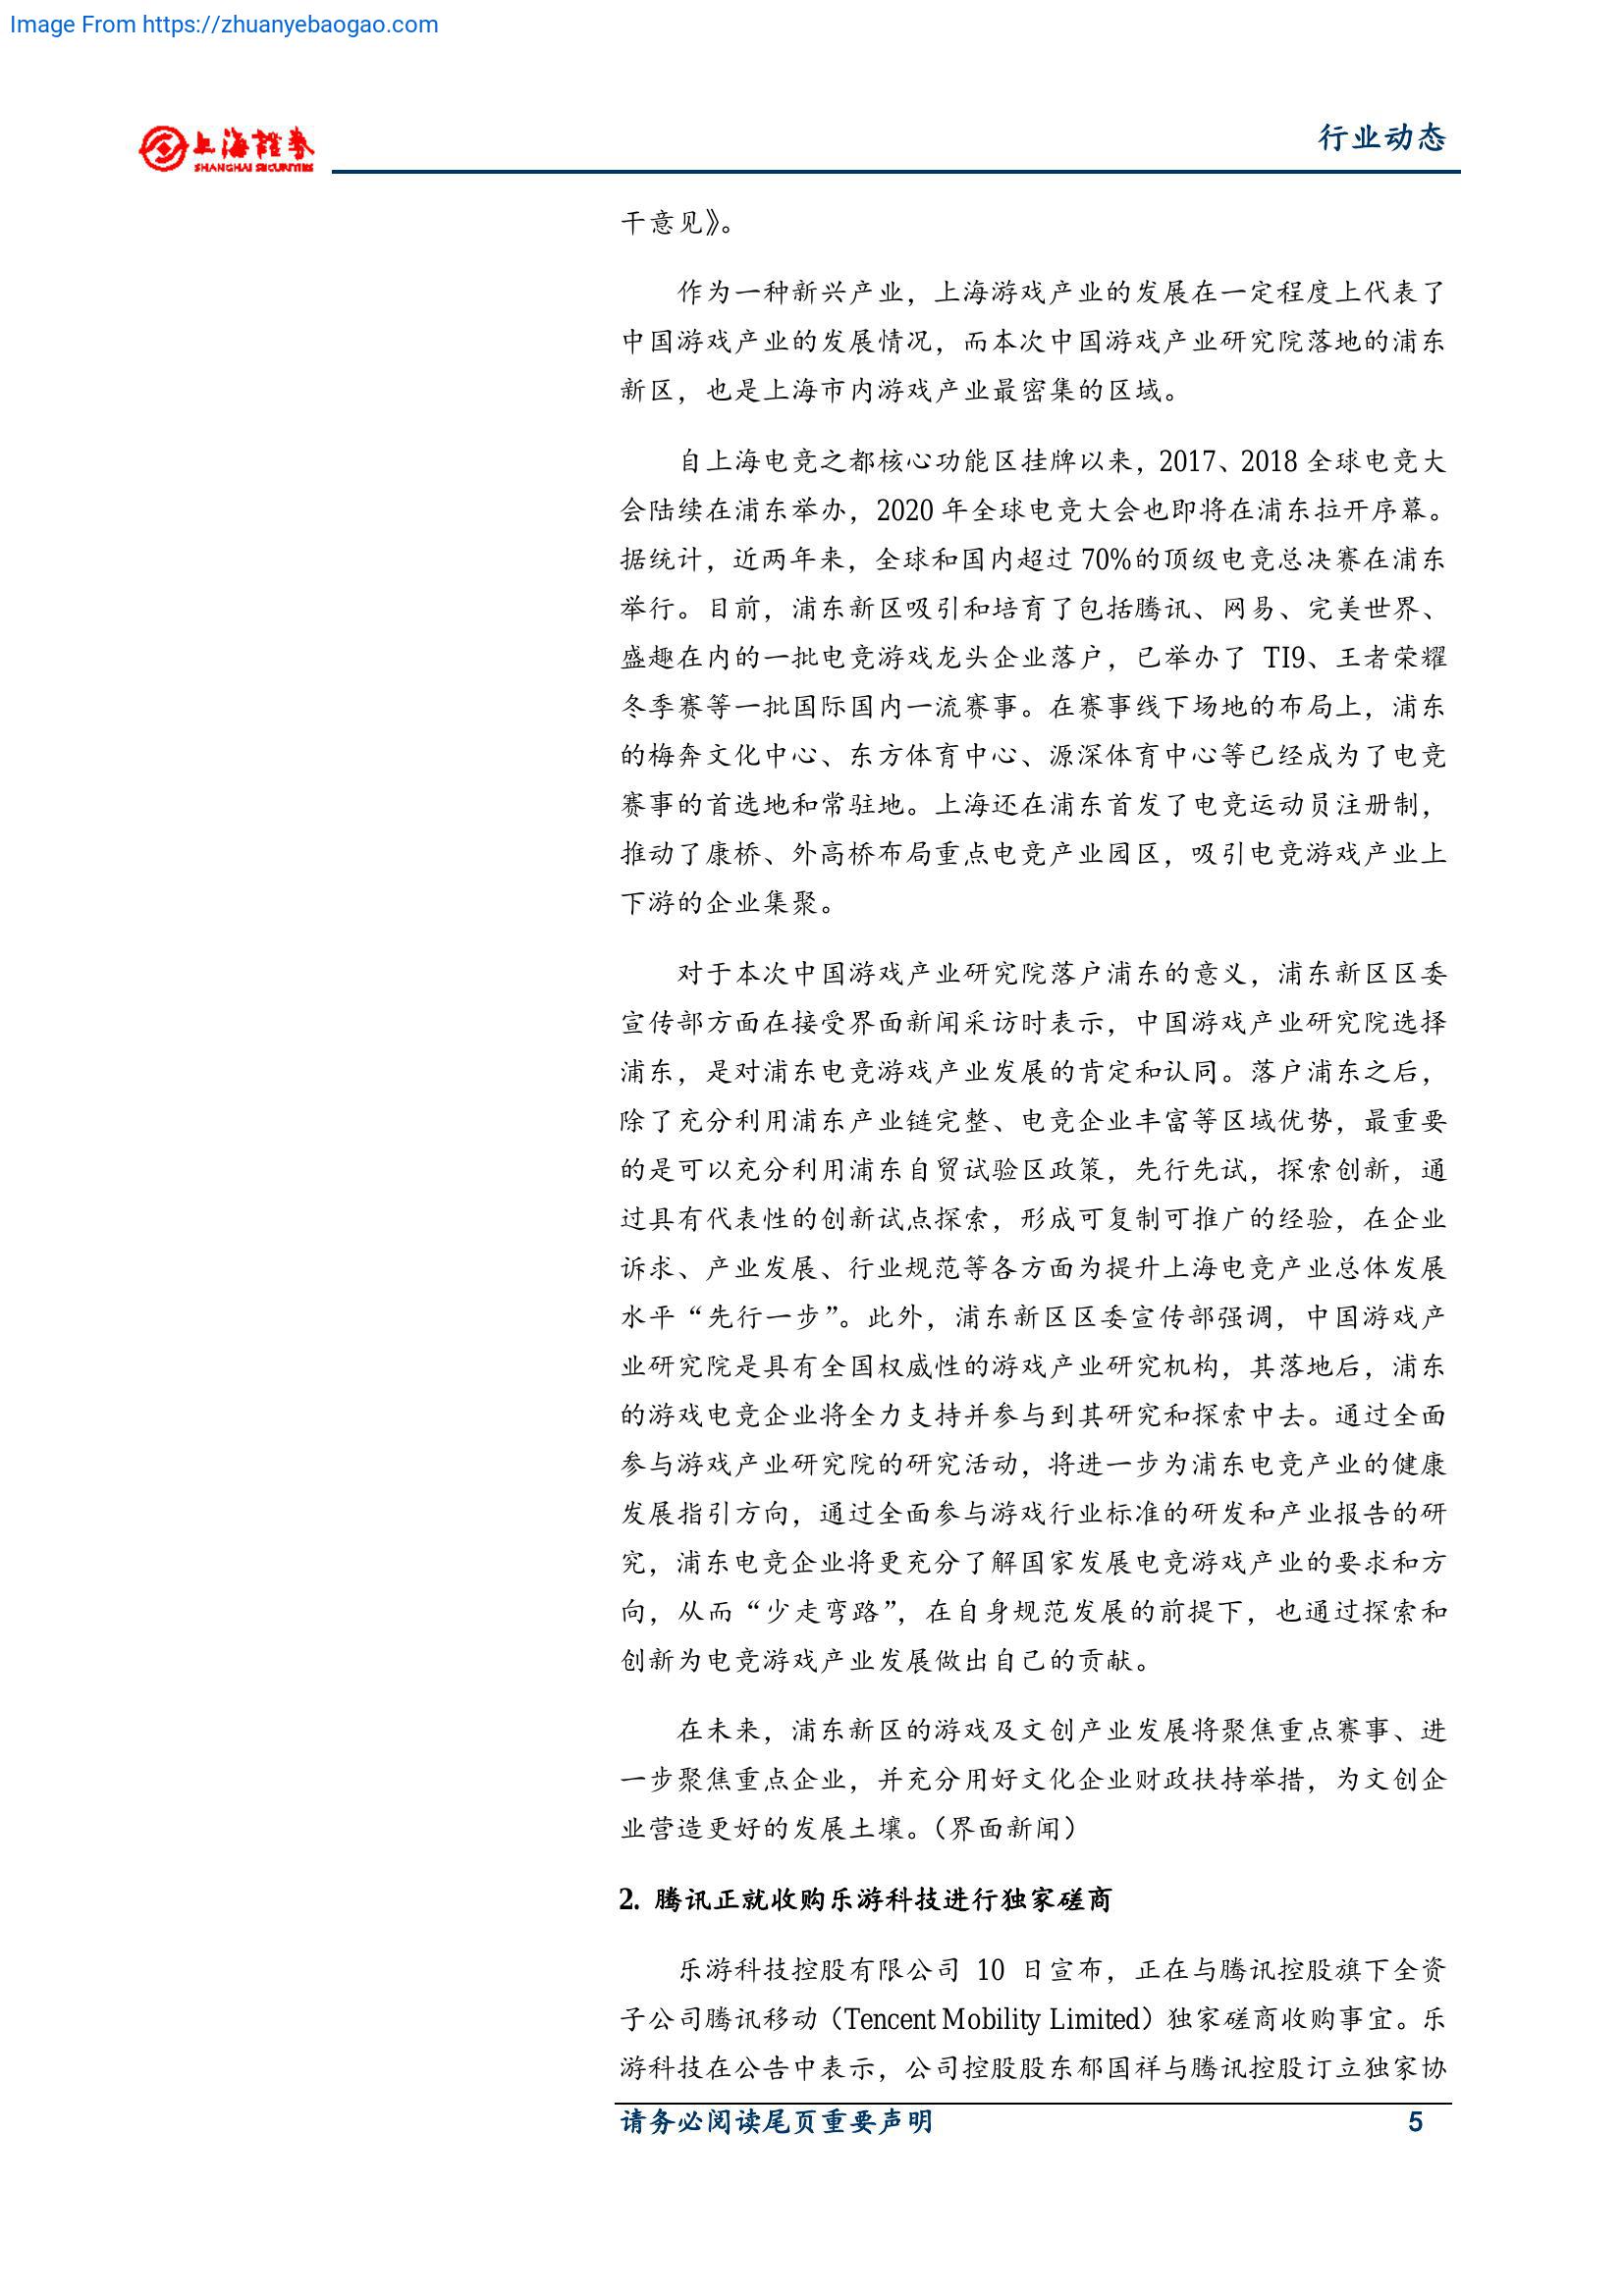 Image From https://zhuanyebaogao.com
上海證券
SHANGHAI SECURITIES
行业动态
干意见》。
作为一种新兴产业，上海游戏产业的发展在一定程度上代表了
中国游戏产业的发展情况，而本次中国游戏产业研究院落地的浦东
新区，也是上海市内游戏产业最密集的区域。
自上海电竞之都核心功能区挂牌以来，2017、2018 全球电竞大
会陆续在浦东举办，2020 年全球电竞大会也即将在浦东拉开序幕。
据统计，近两年来，全球和国内超过 70%的顶级电竞总决赛在浦东
举行。目前，浦东新区吸引和培育了包括腾讯、网易、完美世界、
盛趣在内的一批电竞游戏龙头企业落户，已举办了 TI9、王者荣耀
冬季赛等一批国际国内一流赛事。在赛事线下场地的布局上，浦东
的梅奔文化中心、东方体育中心、源深体育中心等已经成为了电竞
赛事的首选地和常驻地。上海还在浦东首发了电竞运动员注册制，
推动了康桥、外高桥布局重点电竞产业园区，吸引电竞游戏产业上
下游的企业集聚。
对于本次中国游戏产业研究院落户浦东的意义，浦东新区区委
宣传部方面在接受界面新闻采访时表示，中国游戏产业研究院选择
浦东，是对浦东电竞游戏产业发展的肯定和认同。落户浦东之后，
除了充分利用浦东产业链完整、电竞企业丰富等区域优势，最重要
的是可以充分利用浦东自贸试验区政策，先行先试，探索创新，通
过具有代表性的创新试点探索，形成可复制可推广的经验，在企业
诉求、产业发展、行业规范等各方面为提升上海电竞产业总体发展
水平“先行一步”。此外，浦东新区区委宣传部强调，中国游戏产
业研究院是具有全国权威性的游戏产业研究机构，其落地后，浦东
的游戏电竞企业将全力支持并参与到其研究和探索中去。通过全面
参与游戏产业研究院的研究活动，将进一步为浦东电竞产业的健康
发展指引方向，通过全面参与游戏行业标准的研发和产业报告的研
究，浦东电竞企业将更充分了解国家发展电竞游戏产业的要求和方
向，从而“少走弯路”，在自身规范发展的前提下，也通过探索和
创新为电竞游戏产业发展做出自己的贡献。
在未来，浦东新区的游戏及文创产业发展将聚焦重点赛事、进
一步聚焦重点企业，并充分用好文化企业财政扶持举措，为文创企
业营造更好的发展土壤。（界面新闻）
2. 腾讯正就收购乐游科技进行独家磋商
乐游科技控股有限公司 10 日宣布，正在与腾讯控股旗下全资
子公司腾讯移动（Tencent Mobility Limited）独家磋商收购事宜。乐
游科技在公告中表示，公司控股股东郁国祥与腾讯控股订立独家协
请务必阅读尾页重要声明
5